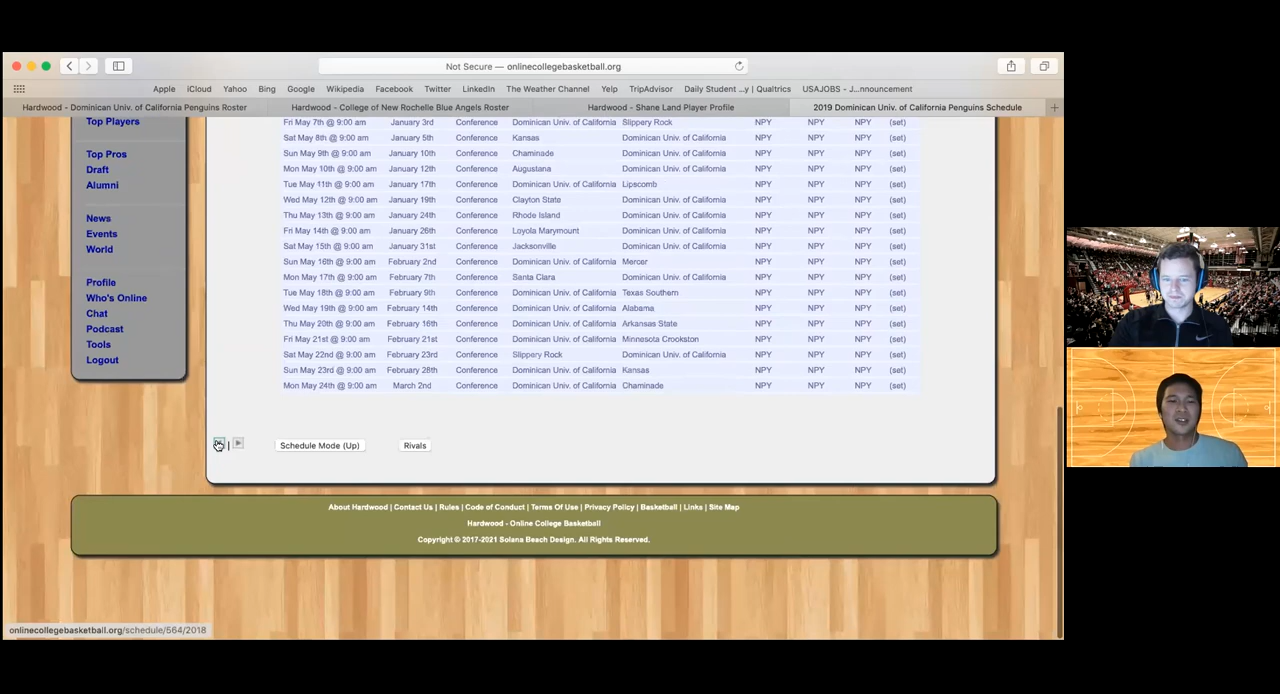 Not Secure — onlinecollegebasketball.org
Apple iCloud Yahoo Bing Google Wikipedia Facebook Twitter LinkedIn The Weather Channel Yelp TripAdvisor Daily Student ...y | Qualtrics USAJOBS - J...nnouncement
Hardwood - Dominican Univ. of California Penguins Roster Hardwood - College of New Rochelle Blue Angels Roster Hardwood - Shane Land Player Profile 2019 Dominican Univ. of California Penguins Schedule
Top Players
Top Pros
Draft
Alumni
News
Events
World
Profile
Who's Online
Chat
Podcast
Tools
Logout
Fri May 7th @ 9:00 am January 3rd Conference Dominican Univ. of California Slippery Rock NPY NPY NPY (set)
Sat May 8th @ 9:00 am January 5th Conference Kansas Dominican Univ. of California NPY NPY NPY (set)
Sun May 9th @ 9:00 am January 10th Conference Chaminade Dominican Univ. of California NPY NPY NPY (set)
Mon May 10th @ 9:00 am January 12th Conference Augustana Dominican Univ. of California NPY NPY NPY (set)
Tue May 11th @ 9:00 am January 17th Conference Dominican Univ. of California Lipscomb NPY NPY NPY (set)
Wed May 12th @ 9:00 am January 19th Conference Clayton State Dominican Univ. of California NPY NPY NPY (set)
Thu May 13th @ 9:00 am January 24th Conference Rhode Island Dominican Univ. of California NPY NPY NPY (set)
Fri May 14th @ 9:00 am January 26th Conference Loyola Marymount Dominican Univ. of California NPY NPY NPY (set)
Sat May 15th @ 9:00 am January 31st Conference Jacksonville Dominican Univ. of California NPY NPY NPY (set)
Sun May 16th @ 9:00 am February 2nd Conference Dominican Univ. of California Mercer NPY NPY NPY (set)
Mon May 17th @ 9:00 am February 7th Conference Santa Clara Dominican Univ. of California NPY NPY NPY (set)
Tue May 18th @ 9:00 am February 9th Conference Dominican Univ. of California Texas Southern NPY NPY NPY (set)
Wed May 19th @ 9:00 am February 14th Conference Dominican Univ. of California Alabama NPY NPY NPY (set)
Thu May 20th @ 9:00 am February 16th Conference Dominican Univ. of California Arkansas State NPY NPY NPY (set)
Fri May 21st @ 9:00 am February 21st Conference Dominican Univ. of California Minnesota Crookston NPY NPY NPY (set)
Sat May 22nd @ 9:00 am February 23rd Conference Slippery Rock Dominican Univ. of California NPY NPY NPY (set)
Sun May 23rd @ 9:00 am February 28th Conference Dominican Univ. of California Kansas NPY NPY NPY (set)
Mon May 24th @ 9:00 am March 2nd Conference Dominican Univ. of California Chaminade NPY NPY NPY (set)
| Schedule Mode (Up) Rivals
About Hardwood | Contact Us | Rules | Code of Conduct | Terms Of Use | Privacy Policy | Basketball | Links | Site Map
Hardwood - Online College Basketball
Copyright © 2017-2021 Solana Beach Design. All Rights Reserved.
onlinecollegebasketball.org/schedule/564/2018